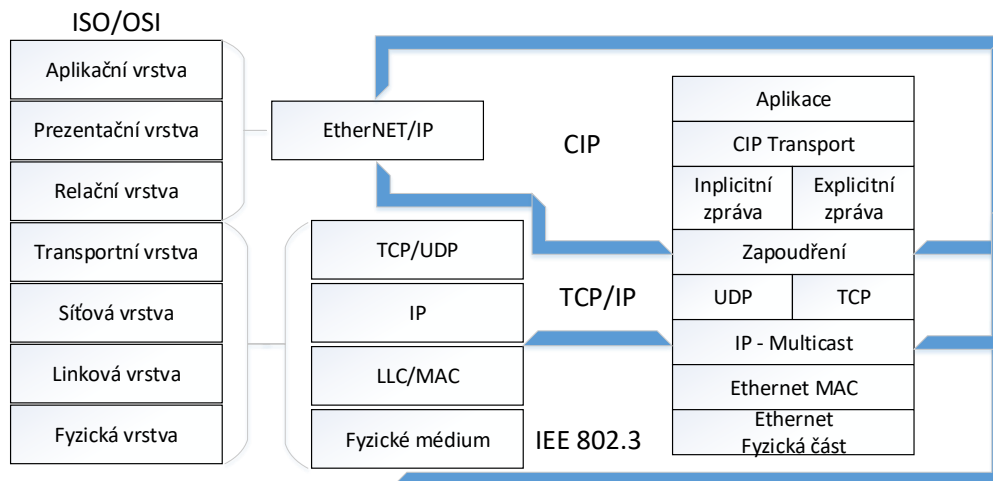 ISO/OSI
Aplikační vrstva
Prezentační vrstva
Relační vrstva
Transportní vrstva
Síťová vrstva
Linková vrstva
Fyzická vrstva
EtherNET/IP
TCP/UDP
IP
LLC/MAC
Fyzické médium
CIP
TCP/IP
IEE 802.3
Aplikace
CIP Transport
Inplicitní
zpráva
Explicitní
zpráva
Zapoudření
UDP
TCP
IP - Multicast
Ethernet MAC
Ethernet
Fyzická část